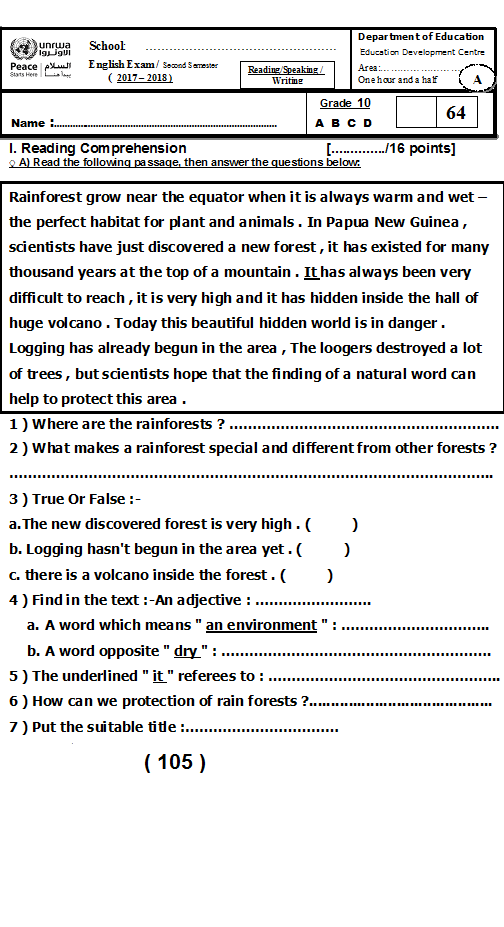 unrwa
الأونروا
Peace السلام
Starts Here يبدأ هنا
School: ........................................................
English Exam / Second Semester
( 2017 – 2018 )
Reading/Speaking /
Writing
Department of Education
Education Development Centre
Area:........................
One hour and a half
A
Name :................................................................................
Grade 10
A B C D
64
I. Reading Comprehension [............./16 points]
○ A) Read the following passage, then answer the questions below:
Rainforest grow near the equator when it is always warm and wet –
the perfect habitat for plant and animals . In Papua New Guinea ,
scientists have just discovered a new forest , it has existed for many
thousand years at the top of a mountain . It has always been very
difficult to reach , it is very high and it has hidden inside the hall of
huge volcano . Today this beautiful hidden world is in danger .
Logging has already begun in the area , The loogers destroyed a lot
of trees , but scientists hope that the finding of a natural word can
help to protect this area .
1 ) Where are the rainforests ? ..........................................................
2 ) What makes a rainforest special and different from other forests ?
........................................................................................................
3 ) True Or False :-
a.The new discovered forest is very high . ( )
b. Logging hasn't begun in the area yet . ( )
c. there is a volcano inside the forest . ( )
4 ) Find in the text :-An adjective : .........................
a. A word which means " an environment " : ................................
b. A word opposite " dry " : ..........................................................
5 ) The underlined " it " referees to : ..................................................
6 ) How can we protection of rain forests ?..........................................
7 ) Put the suitable title :.................................
( 105 )